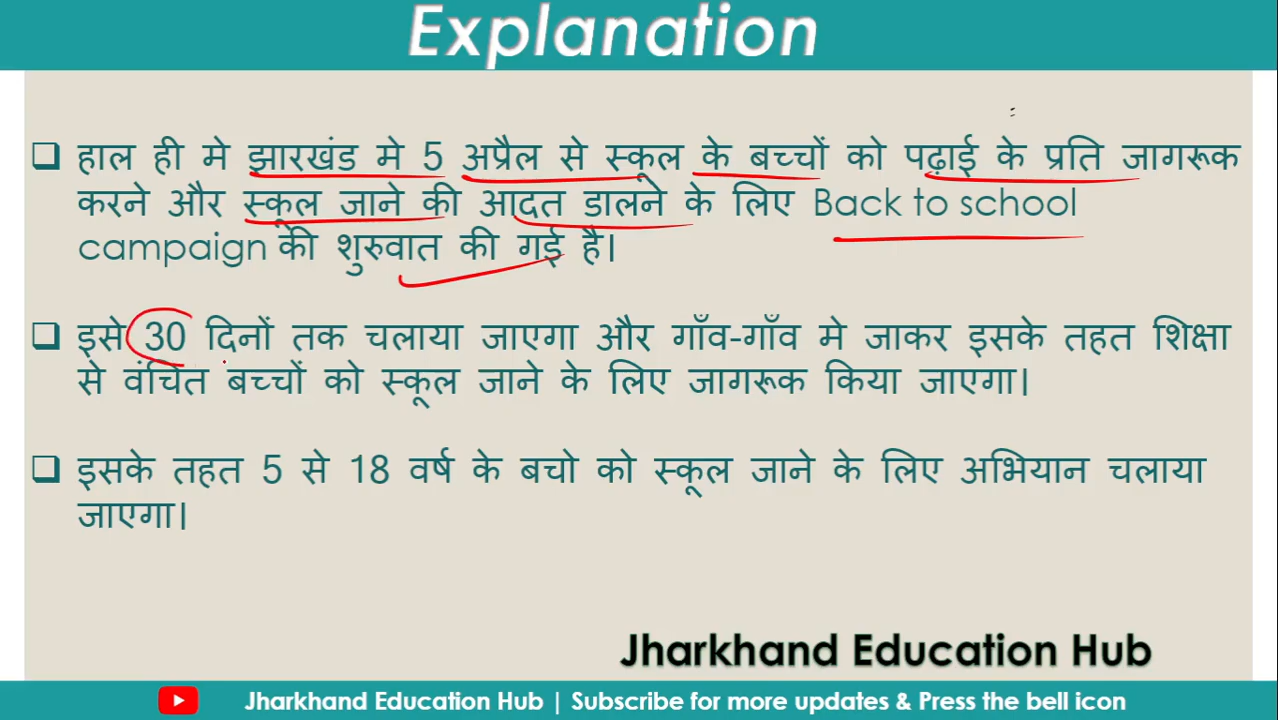 Explanation
हाल ही मे झारखंड मे 5 अप्रैल से स्कूल के बच्चों को पढ़ाई के प्रति जागरूक
करने और स्कूल जाने की आदत डालने के लिए Back to school
campaign की शुरुवात की गई है।
इसे 30 दिनों तक चलाया जाएगा और गाँव-गाँव मे जाकर इसके तहत शिक्षा
से वंचित बच्चों को स्कूल जाने के लिए जागरूक किया जाएगा।
इसके तहत 5 से 18 वर्ष के बचो को स्कूल जाने के लिए अभियान चलाया
जाएगा।
Jharkhand Education Hub
Jharkhand Education Hub | Subscribe for more updates & Press the bell icon